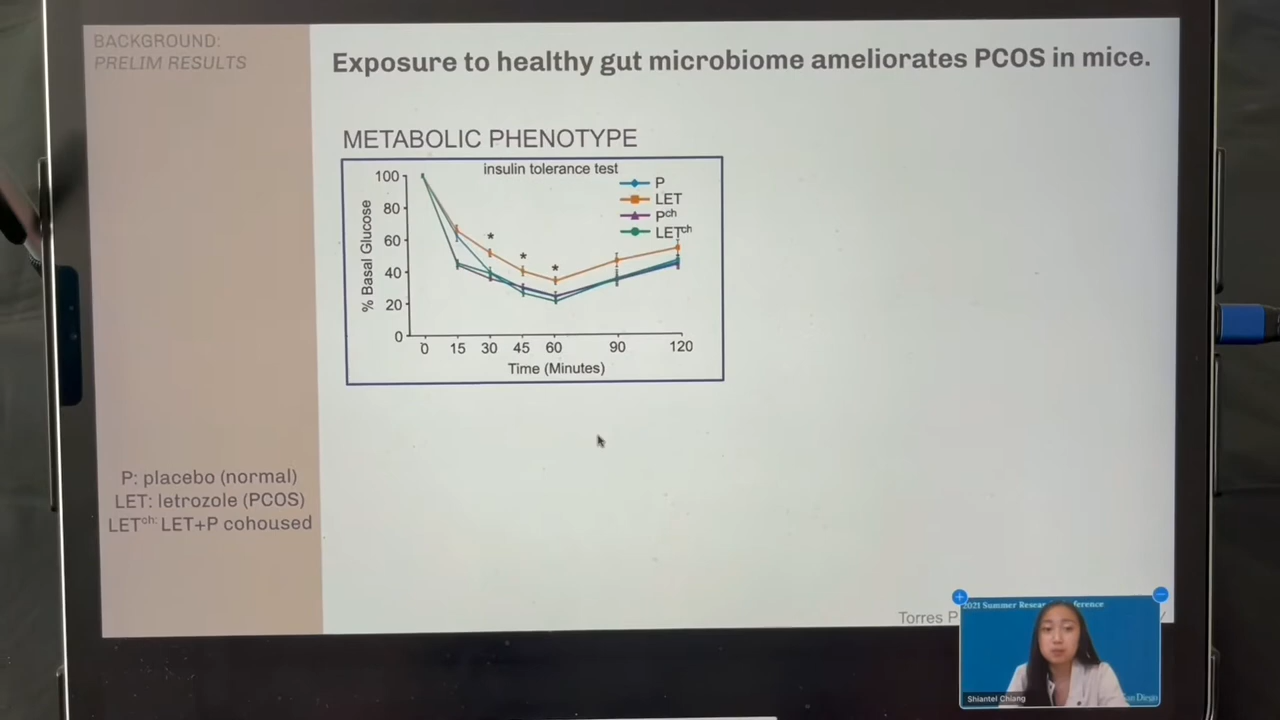 BACKGROUND:
PRELIM RESULTS
Exposure to healthy gut microbiome ameliorates PCOS in mice.
METABOLIC PHENOTYPE
insulin tolerance test
P
LET
Pch
LETch
% Basal Glucose
100
80
60
40
20
0
* * *
0 15 30 45 60 90 120
Time (Minutes)
P: placebo (normal)
LET: letrozole (PCOS)
LETch: LET+P cohoused
Torres P
2021 Summer Research
Shiantel Chiang
San Diego